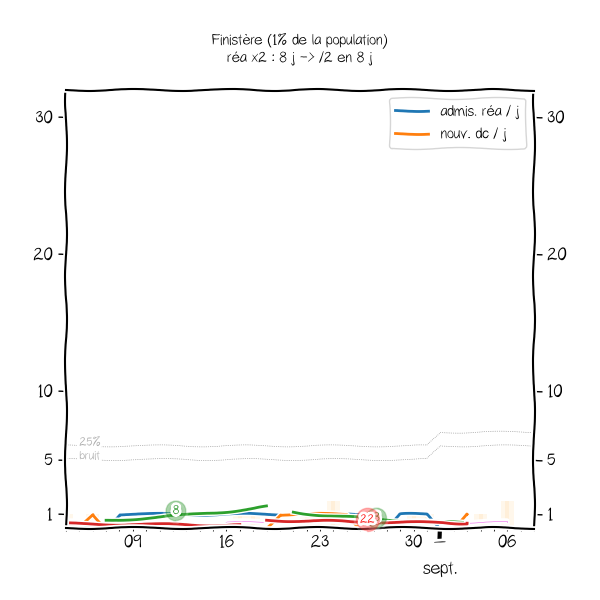 Finistère (1% de la population)
réa x2 : 8 j -> /2 en 8 j
admis. réa / j
nouv. dc / j
30 30
20 20
10 10
25%
bruit
5 5
8
22
1 1
09 16 23 30 06
sept.